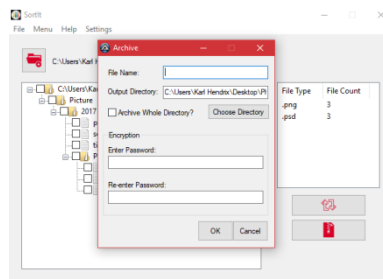 SortIt
File Menu Help Settings
Archive
C:\Users\Karl H
File Name:
Output Directory: C:\Users\Karl Hendrix\Desktop\Pl
Archive Whole Directory? Choose Directory
Encryption
Enter Password:
Re-enter Password:
OK Cancel
C:\Users\Ka
Picture
2017
File Type File Count
.png 3
.psd 3